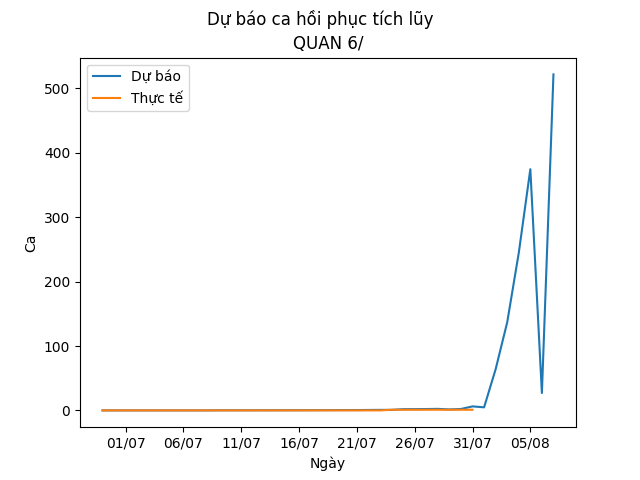 Dự báo ca hồi phục tích lũy
QUAN 6/
Dự báo
Thực tế
500
400
300
200
100
0
Ca
01/07 06/07 11/07 16/07 21/07 26/07 31/07 05/08
Ngày